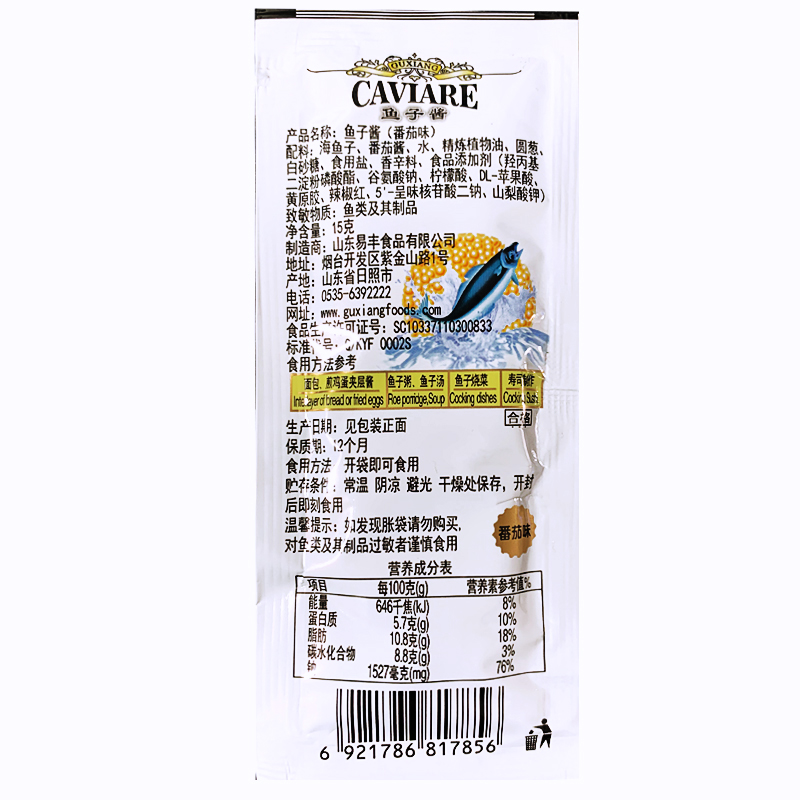 GUXIANG
CAVIARE
鱼子酱
产品名称：鱼子酱（番茄味）
配料：海鱼子、番茄酱、水、精炼植物油、圆葱、
白砂糖、食用盐、香辛料、食品添加剂（羟丙基
二淀粉磷酸酯、谷氨酸钠、柠檬酸、DL-苹果酸、
黄原胶、辣椒红、5'-呈味核苷酸二钠、山梨酸钾）
致敏物质：鱼类及其制品
净含量：15克
制造商：山东易丰食品有限公司
地址：烟台开发区紫金山路1号
产地：山东省日照市
电话：0535-6392222
网址：www.guxiangfoods.com
食品生产许可证号：SC10337110300833
标准代号：Q/KYF 0002S
食用方法参考
面包、煎鸡蛋夹层酱 鱼子粥、鱼子汤 鱼子烧菜 寿司制作
Interlayer of bread or fried eggs Roe porridge,Soup Cooking dishes Cooking Sushi
合格
生产日期：见包装正面
保质期：12个月
食用方法：开袋即可食用
贮存条件：常温 阴凉 避光 干燥处保存，开封
后即刻食用
温馨提示：如发现胀袋请勿购买，
对鱼类及其制品过敏者谨慎食用
番茄味
营养成分表
项目 每100克(g) 营养素参考值%
能量 646千焦(kJ) 8%
蛋白质 5.7克(g) 10%
脂肪 10.8克(g) 18%
碳水化合物 8.8克(g) 3%
钠 1527毫克(mg) 76%
6 921786 817856